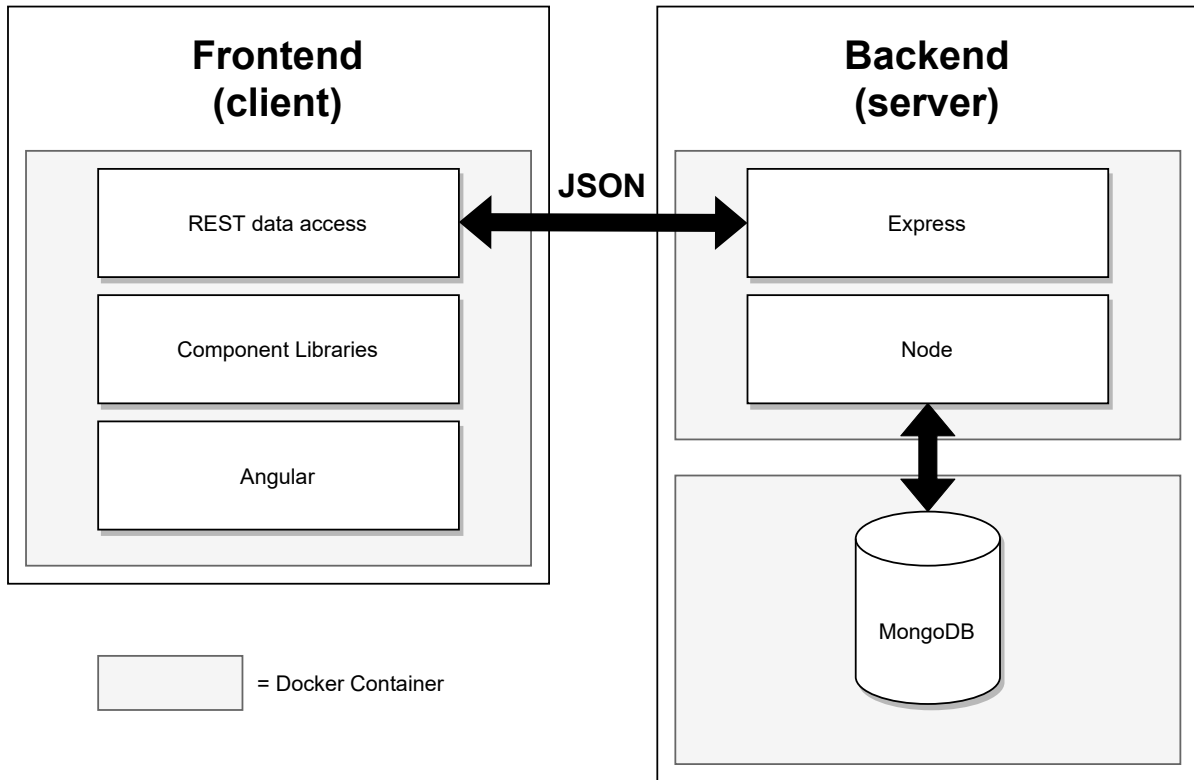 Frontend
(client)
REST data access
Component Libraries
Angular
JSON
Backend
(server)
Express
Node
MongoDB
= Docker Container